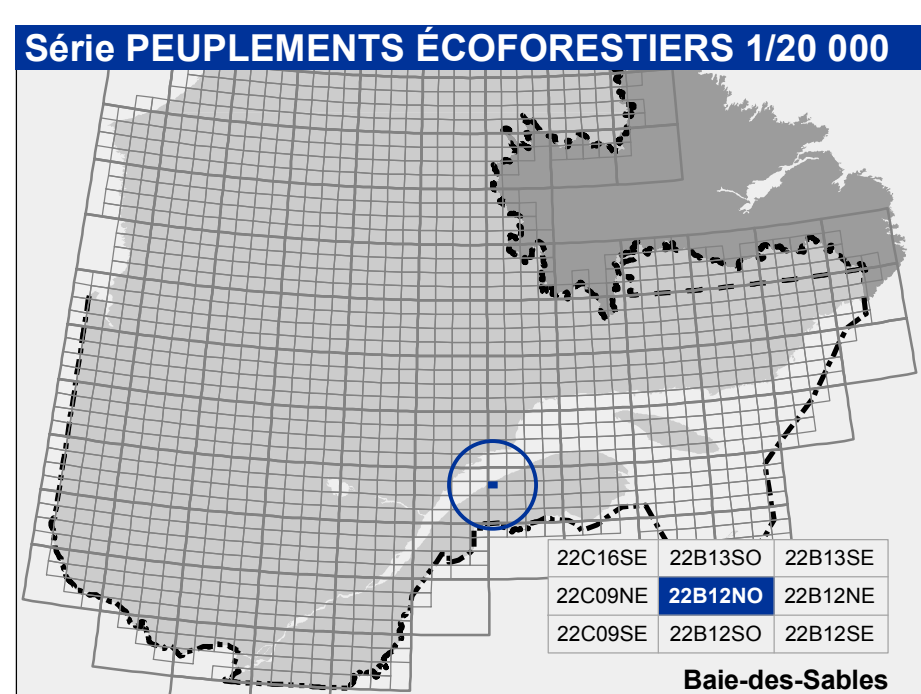 Série PEUPLEMENTS ÉCOFORESTIERS 1/20 000
22C16SE 22B13SO 22B13SE
22C09NE 22B12NO 22B12NE
22C09SE 22B12SO 22B12SE
Baie-des-Sables